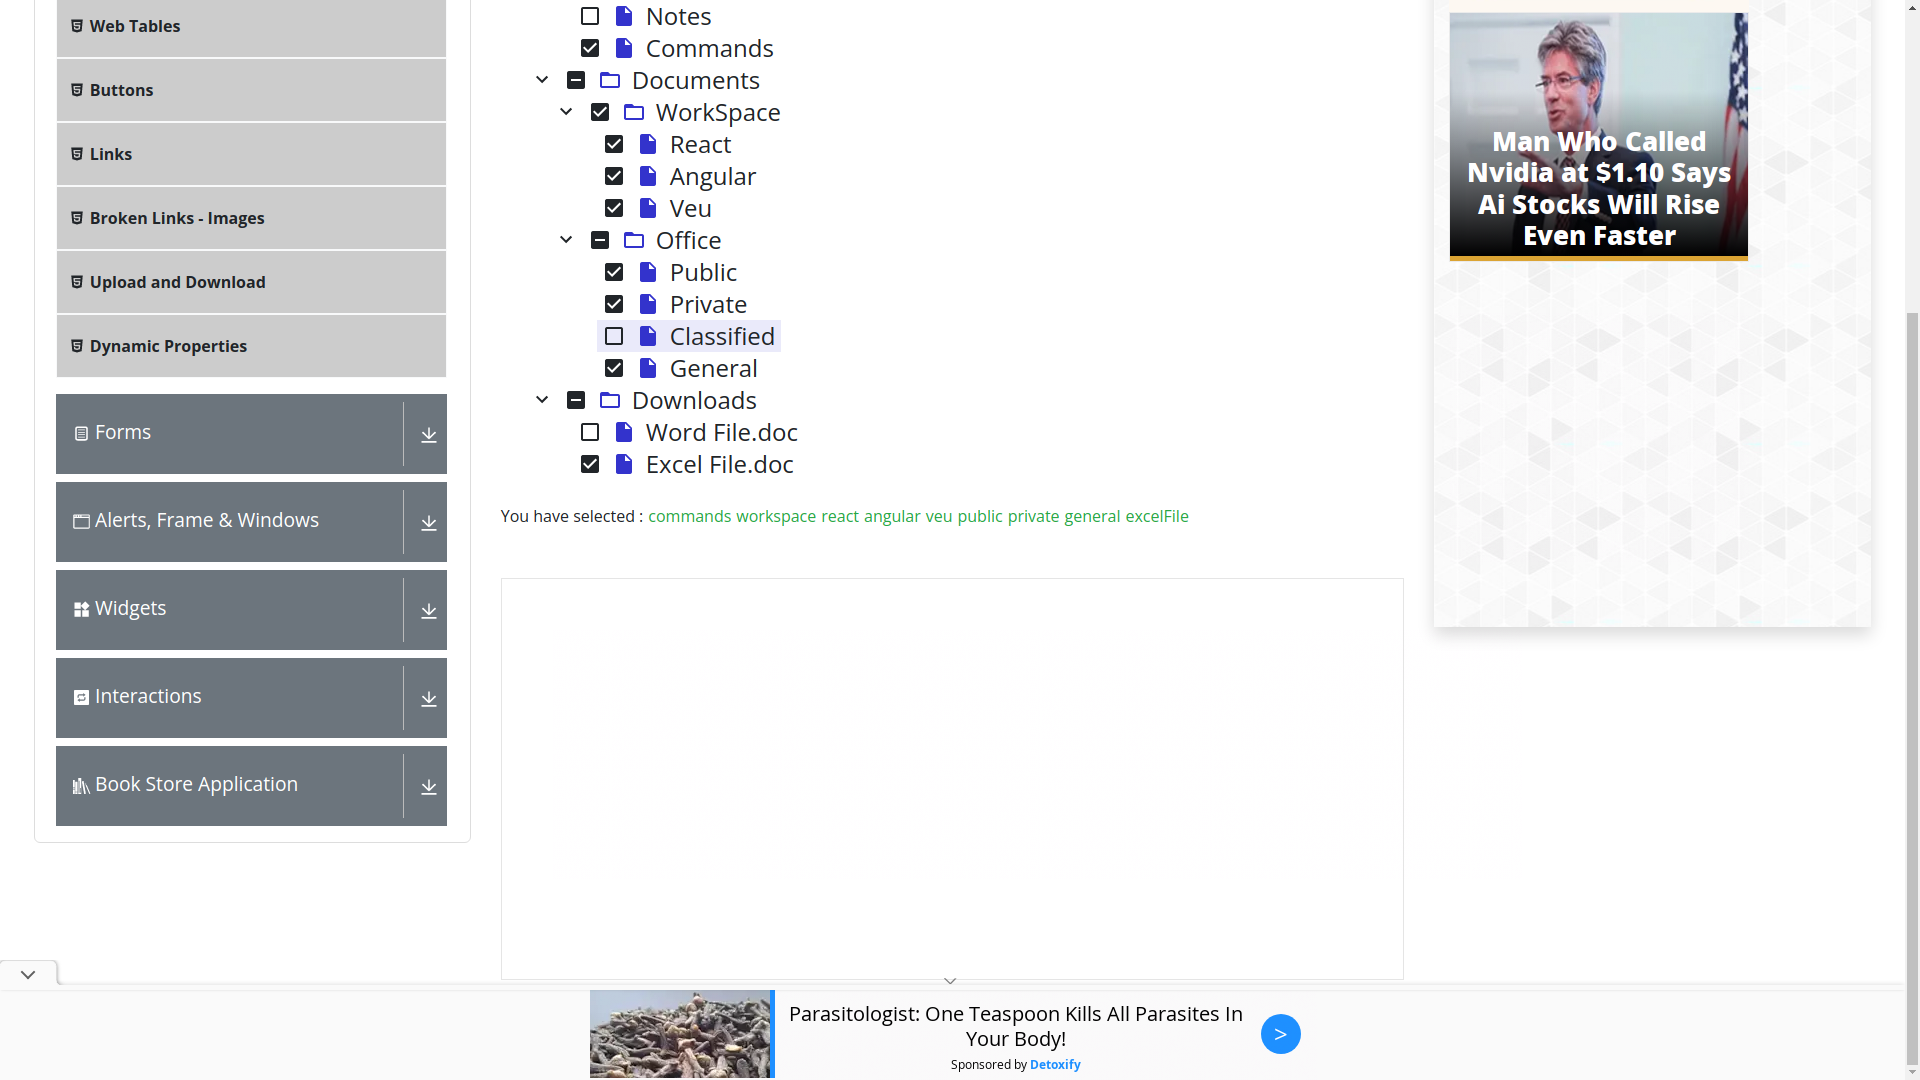 Web Tables
Buttons
Links
Broken Links - Images
Upload and Download
Dynamic Properties
Forms
Alerts, Frame & Windows
Widgets
Interactions
Book Store Application
Notes
Commands
Documents
WorkSpace
React
Angular
Veu
Office
Public
Private
Classified
General
Downloads
Word File.doc
Excel File.doc
You have selected : commands workspace react angular veu public private general excelFile
Man Who Called
Nvidia at $1.10 Says
Ai Stocks Will Rise
Even Faster
Parasitologist: One Teaspoon Kills All Parasites In
Your Body!
Sponsored by Detoxify
>